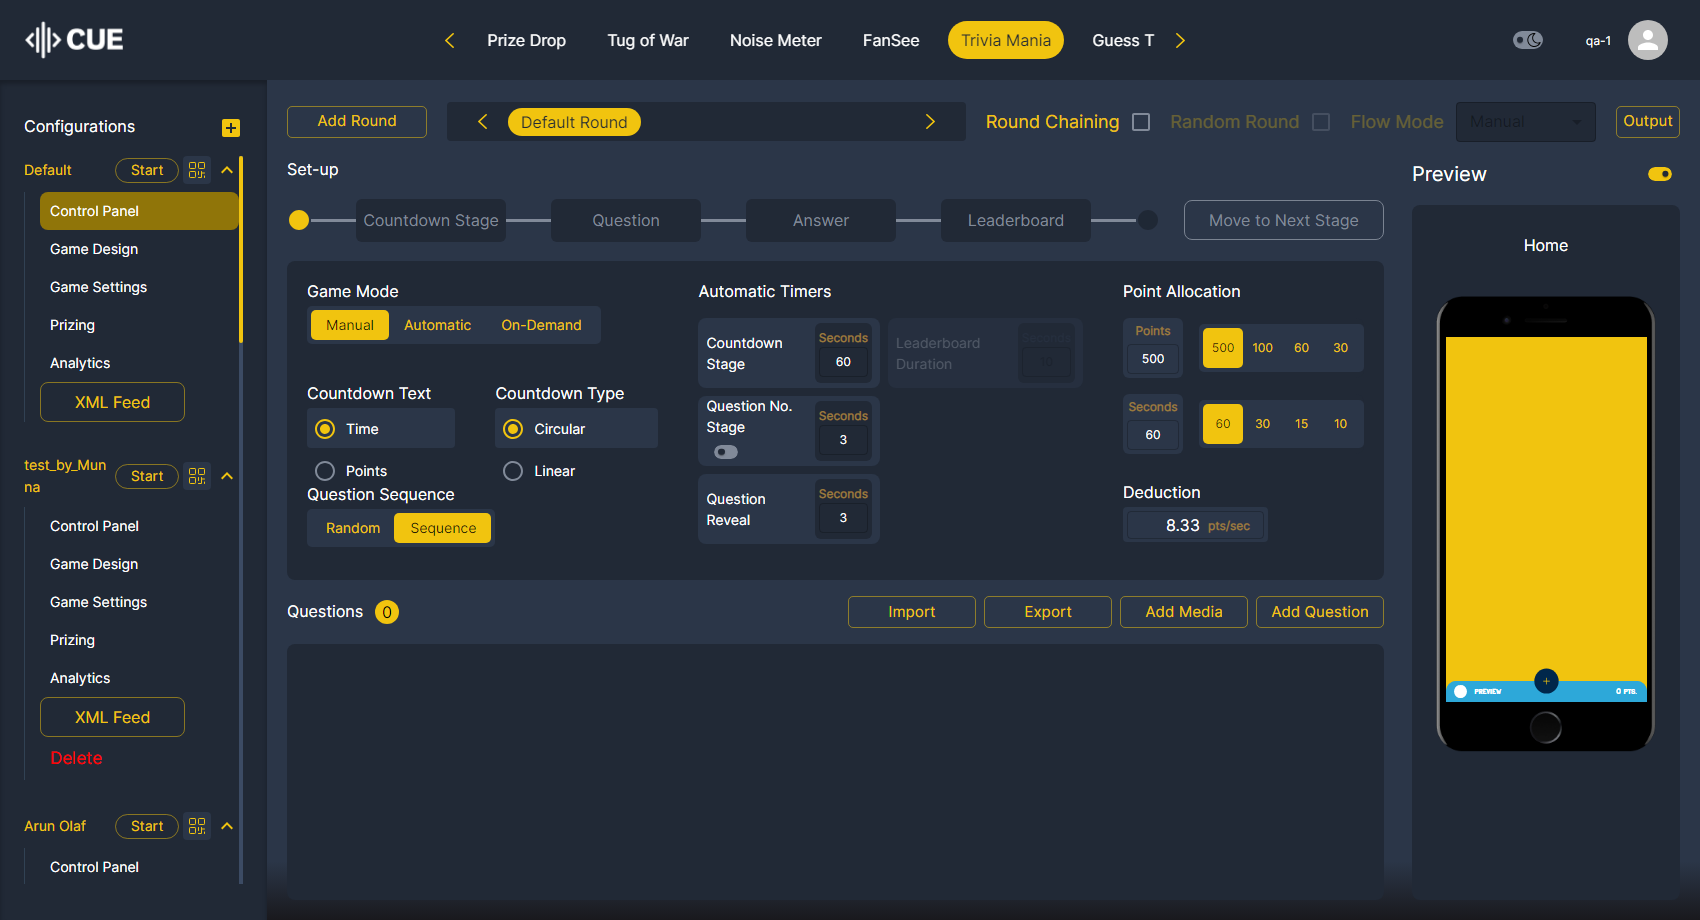 CUE
Prize Drop
Tug of War
Noise Meter
FanSee
Trivia Mania
Guess T
qa-1
Configurations
Default
Start
Control Panel
Game Design
Game Settings
Prizing
Analytics
XML Feed
test_by_Mun
na
Start
Control Panel
Game Design
Game Settings
Prizing
Analytics
XML Feed
Delete
Arun Olaf
Start
Control Panel
Add Round
Default Round
Round Chaining
Random Round
Flow Mode
Manual
Output
Set-up
Countdown Stage
Question
Answer
Leaderboard
Move to Next Stage
Game Mode
Manual
Automatic
On-Demand
Countdown Text
Time
Points
Countdown Type
Circular
Linear
Question Sequence
Random
Sequence
Automatic Timers
Countdown
Stage
Seconds
60
Leaderboard
Duration
Seconds
10
Question No.
Stage
Seconds
3
Question
Reveal
Seconds
3
Point Allocation
Points
500
500
100
60
30
Seconds
60
60
30
15
10
Deduction
8.33 pts/sec
Questions 0
Import
Export
Add Media
Add Question
Preview
Home
+
PREVIEW
0 PTS.